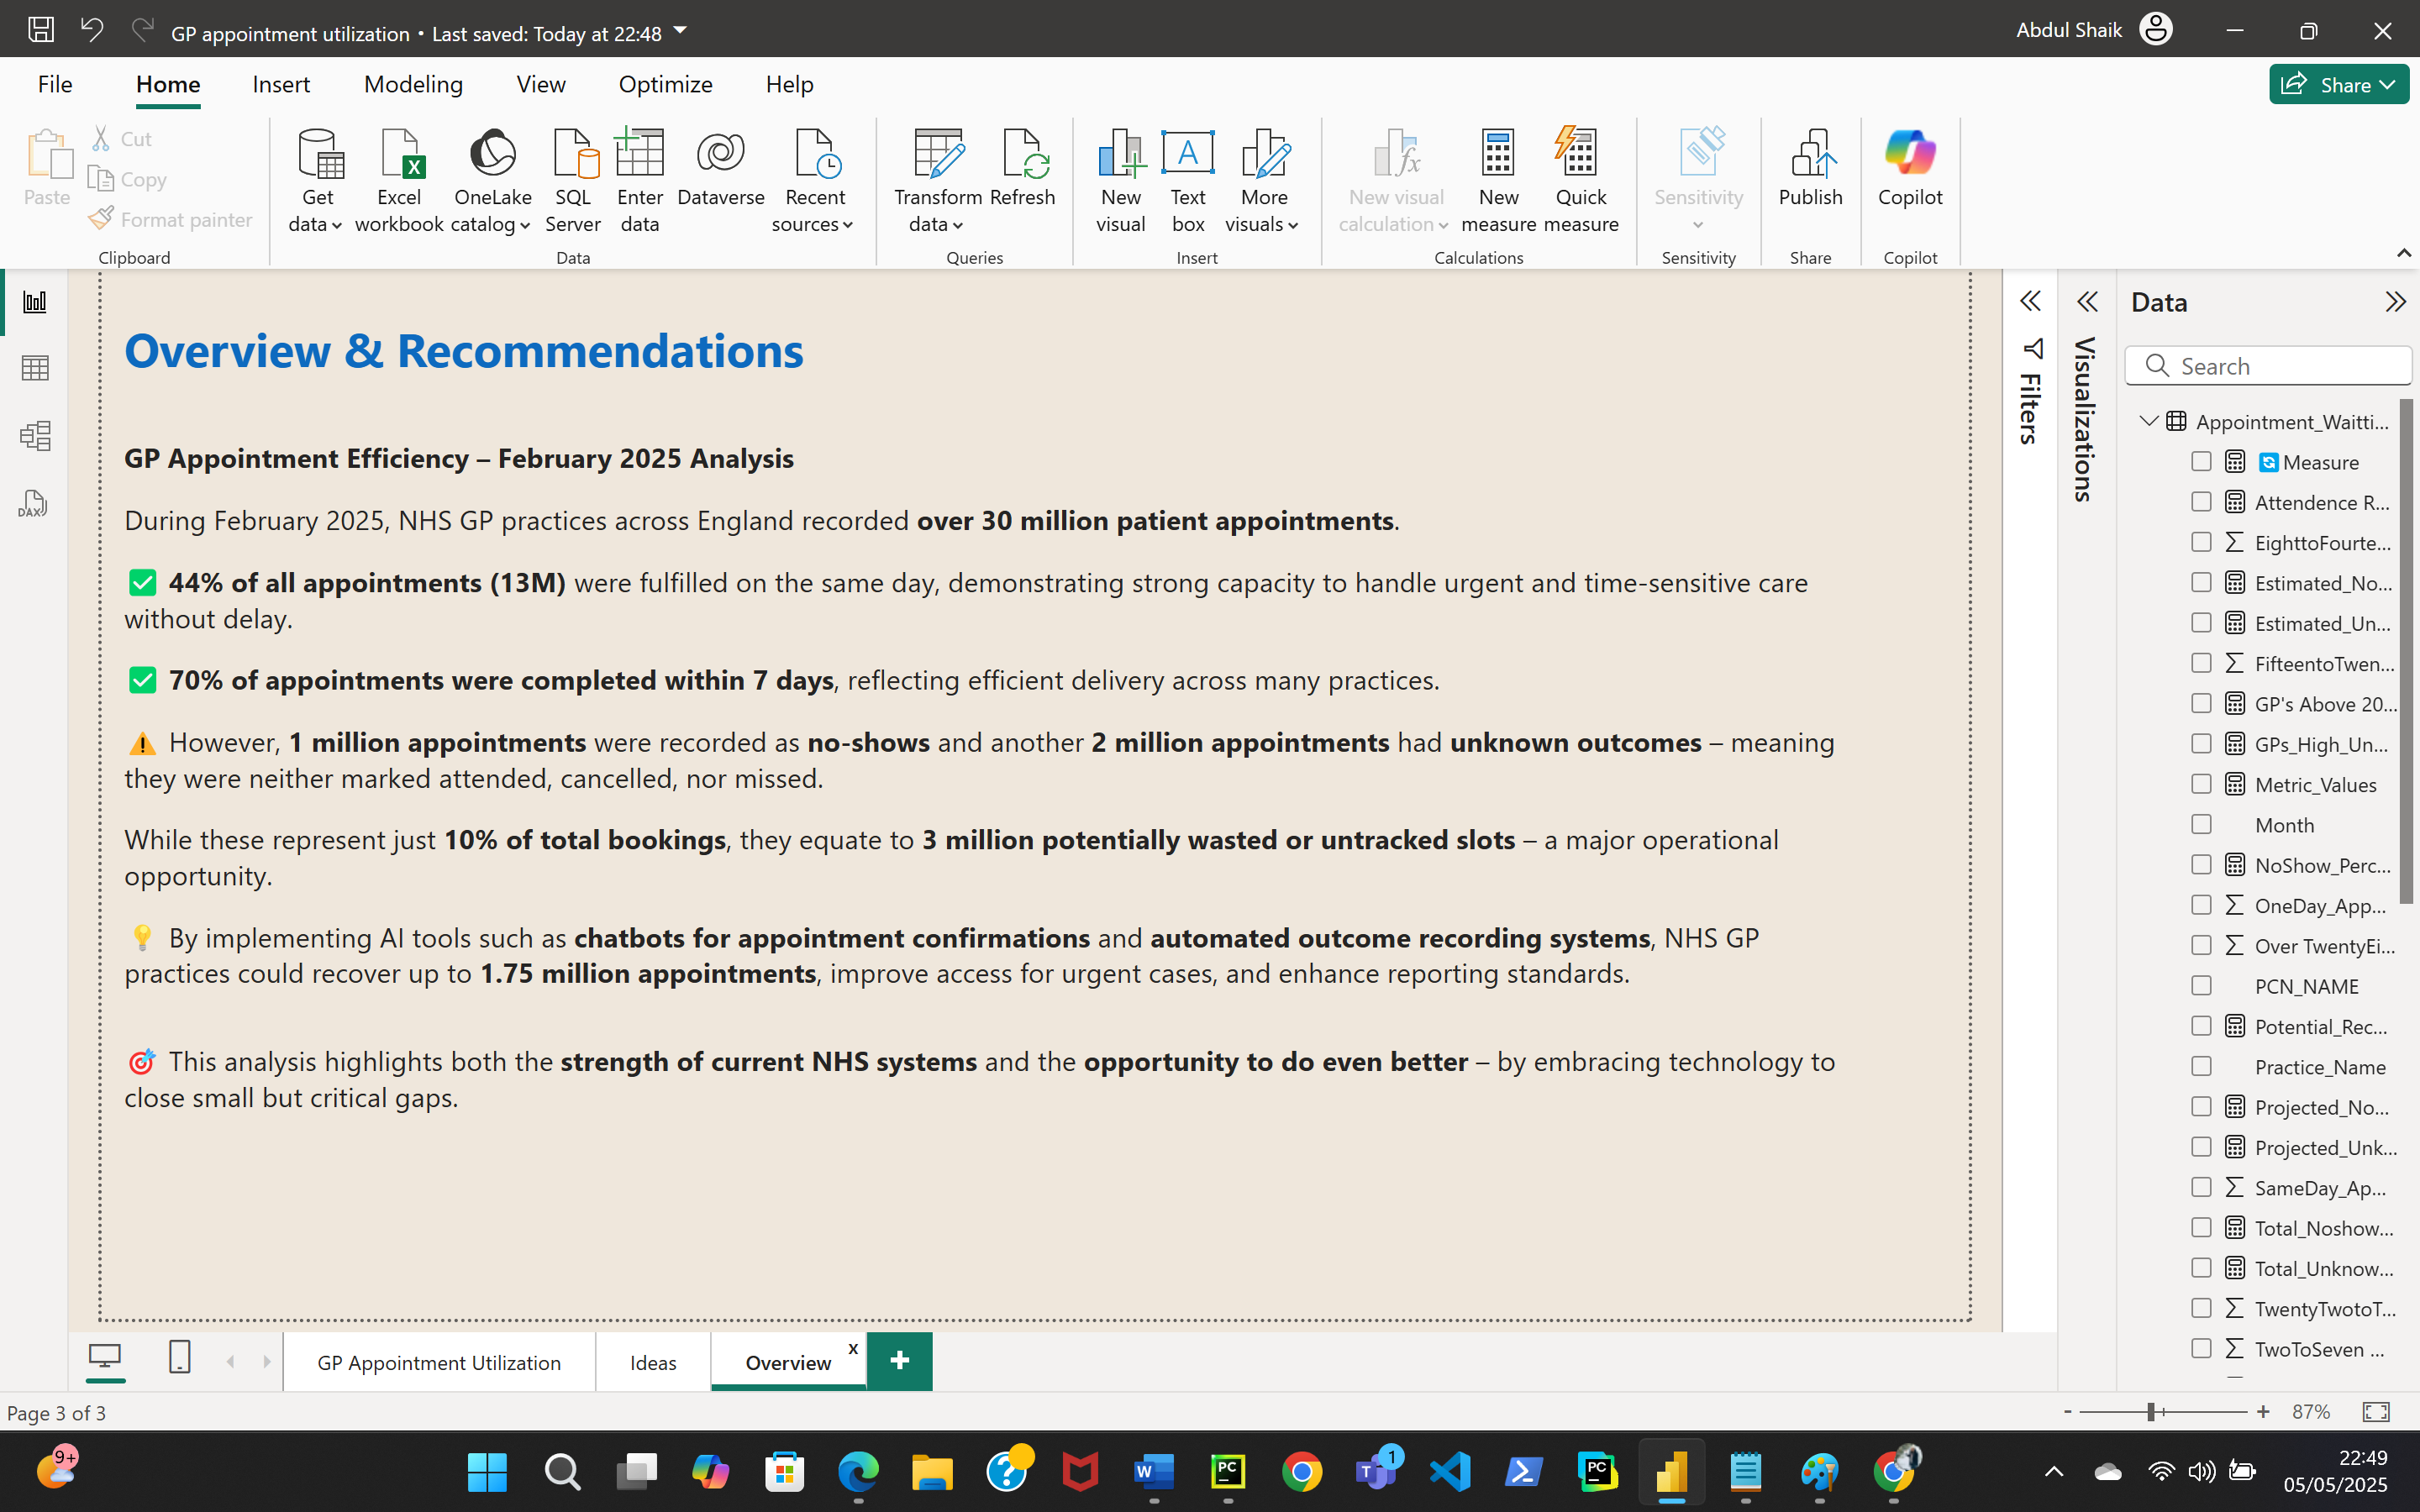 GP appointment utilization • Last saved: Today at 22:48
Abdul Shaik
File Home Insert Modeling View Optimize Help
Share
Paste
Cut
Copy
Format painter
Clipboard
Get data
Excel workbook
OneLake catalog
SQL Server
Enter data
Dataverse
Recent sources
Data
Transform data
Refresh
Queries
New visual
Text box
More visuals
Insert
New visual calculation
New measure
Quick measure
Calculations
Sensitivity
Sensitivity
Publish
Share
Copilot
Copilot
DAX
Overview & Recommendations
GP Appointment Efficiency – February 2025 Analysis
During February 2025, NHS GP practices across England recorded over 30 million patient appointments.
✅ 44% of all appointments (13M) were fulfilled on the same day, demonstrating strong capacity to handle urgent and time-sensitive care
without delay.
✅ 70% of appointments were completed within 7 days, reflecting efficient delivery across many practices.
⚠️ However, 1 million appointments were recorded as no-shows and another 2 million appointments had unknown outcomes – meaning
they were neither marked attended, cancelled, nor missed.
While these represent just 10% of total bookings, they equate to 3 million potentially wasted or untracked slots – a major operational
opportunity.
💡 By implementing AI tools such as chatbots for appointment confirmations and automated outcome recording systems, NHS GP
practices could recover up to 1.75 million appointments, improve access for urgent cases, and enhance reporting standards.
🎯 This analysis highlights both the strength of current NHS systems and the opportunity to do even better – by embracing technology to
close small but critical gaps.
Filters
Visualizations
Data
Search
Appointment_Waitti...
Measure
Attendence R...
EighttoFourte...
Estimated_No...
Estimated_Un...
FifteentoTwen...
GP's Above 20...
GPs_High_Un...
Metric_Values
Month
NoShow_Perc...
OneDay_App...
Over TwentyEi...
PCN_NAME
Potential_Rec...
Practice_Name
Projected_No...
Projected_Unk...
SameDay_Ap...
Total_Noshow...
Total_Unknow...
TwentyTwotoT...
TwoToSeven ...
GP Appointment Utilization
Ideas
Overview x
+
Page 3 of 3
- + 87%
9+
1
22:49
05/05/2025